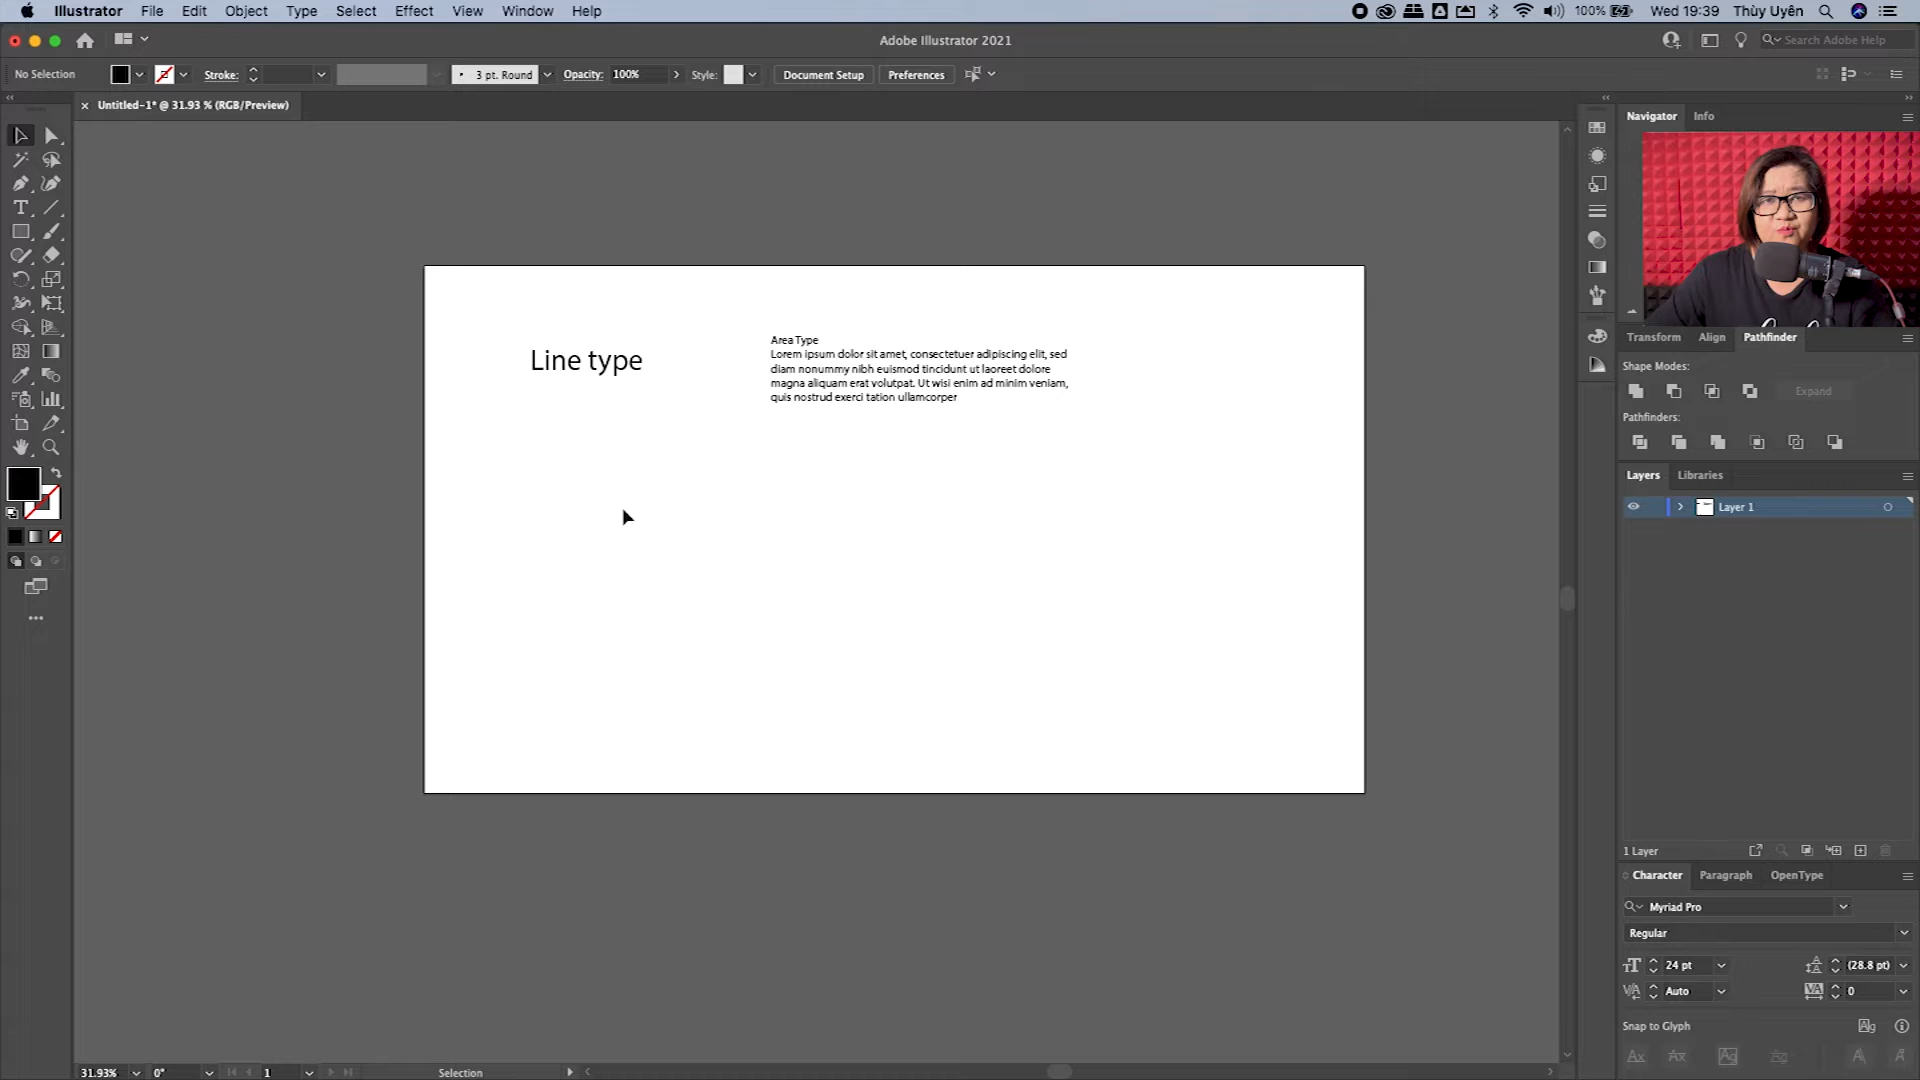 Illustrator File Edit Object Type Select Effect View Window Help
100% Wed 19:39 Thùy Uyên
Adobe Illustrator 2021
Search Adobe Help
No Selection Stroke: 3 pt. Round Opacity: 100% Style: Document Setup Preferences
Untitled-1* @ 31.93 % (RGB/Preview)
Navigator Info
Line type
Area Type
Lorem ipsum dolor sit amet, consectetuer adipiscing elit, sed
diam nonummy nibh euismod tincidunt ut laoreet dolore
magna aliquam erat volutpat. Ut wisi enim ad minim veniam,
quis nostrud exerci tation ullamcorper
Transform Align Pathfinder
Shape Modes:
Expand
Pathfinders:
Layers Libraries
Layer 1
1 Layer
Character Paragraph OpenType
Myriad Pro
Regular
24 pt (28.8 pt)
Auto 0
Snap to Glyph
31.93% 0° 1 Selection